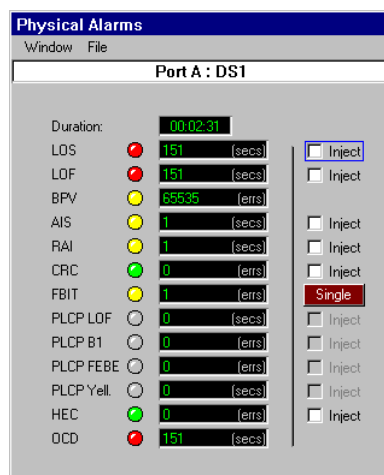 Physical Alarms
Window File
Port A : DS1
Duration: 00:02:31
LOS 151 (secs) Inject
LOF 151 (secs) Inject
BPV 65535 (errs)
AIS 1 (secs) Inject
RAI 1 (secs) Inject
CRC 0 (errs) Inject
FBIT 1 (errs) Single
PLCP LOF 0 (secs) Inject
PLCP B1 0 (errs) Inject
PLCP FEBE 0 (errs) Inject
PLCP Yell. 0 (secs) Inject
HEC 0 (errs) Inject
OCD 151 (secs)